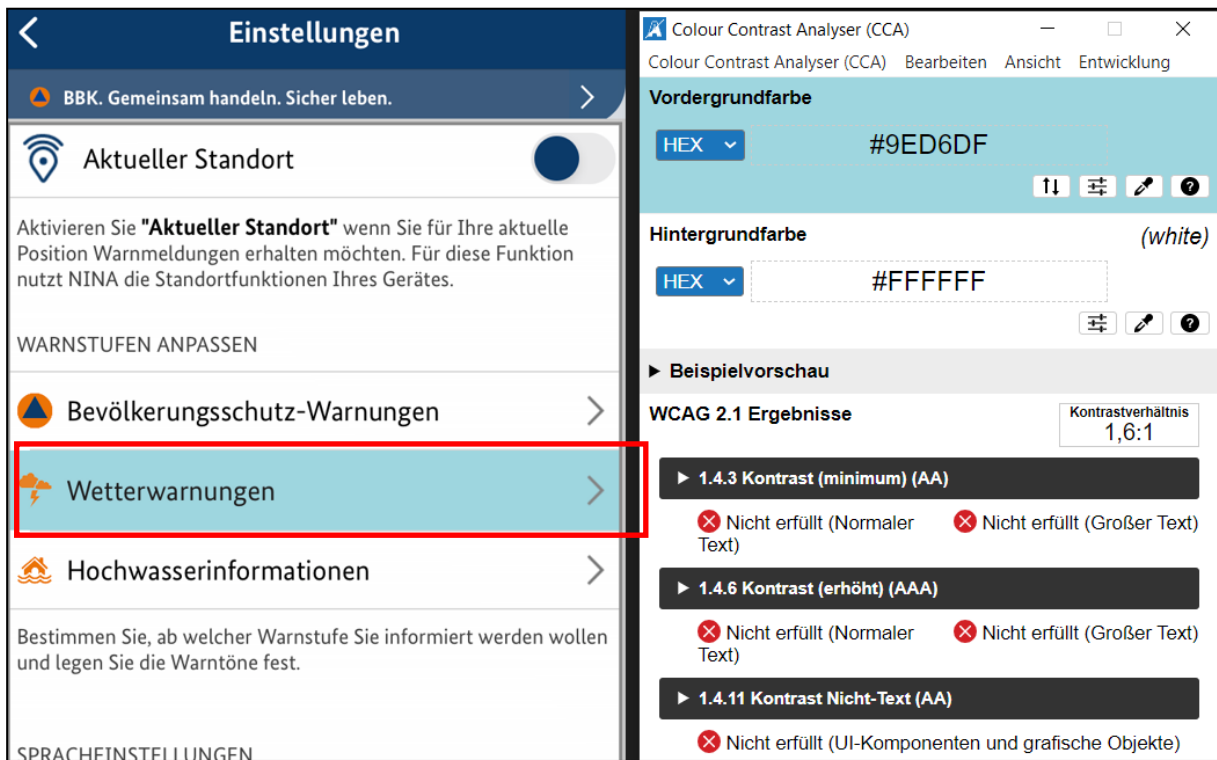 Einstellungen
BBK. Gemeinsam handeln. Sicher leben.
Aktueller Standort
Aktivieren Sie "Aktueller Standort" wenn Sie für Ihre aktuelle
Position Warnmeldungen erhalten möchten. Für diese Funktion
nutzt NINA die Standortfunktionen Ihres Gerätes.
WARNSTUFEN ANPASSEN
Bevölkerungsschutz-Warnungen
Wetterwarnungen
Hochwasserinformationen
Bestimmen Sie, ab welcher Warnstufe Sie informiert werden wollen
und legen Sie die Warntöne fest.
SPRACHEINSTELLUNGEN
Colour Contrast Analyser (CCA)
Colour Contrast Analyser (CCA) Bearbeiten Ansicht Entwicklung
Vordergrundfarbe
HEX #9ED6DF
Hintergrundfarbe (white)
HEX #FFFFFF
Beispielvorschau
WCAG 2.1 Ergebnisse
Kontrastverhältnis
1,6:1
1.4.3 Kontrast (minimum) (AA)
Nicht erfüllt (Normaler
Text)
Nicht erfüllt (Großer Text)
1.4.6 Kontrast (erhöht) (AAA)
Nicht erfüllt (Normaler
Text)
Nicht erfüllt (Großer Text)
1.4.11 Kontrast Nicht-Text (AA)
Nicht erfüllt (UI-Komponenten und grafische Objekte)